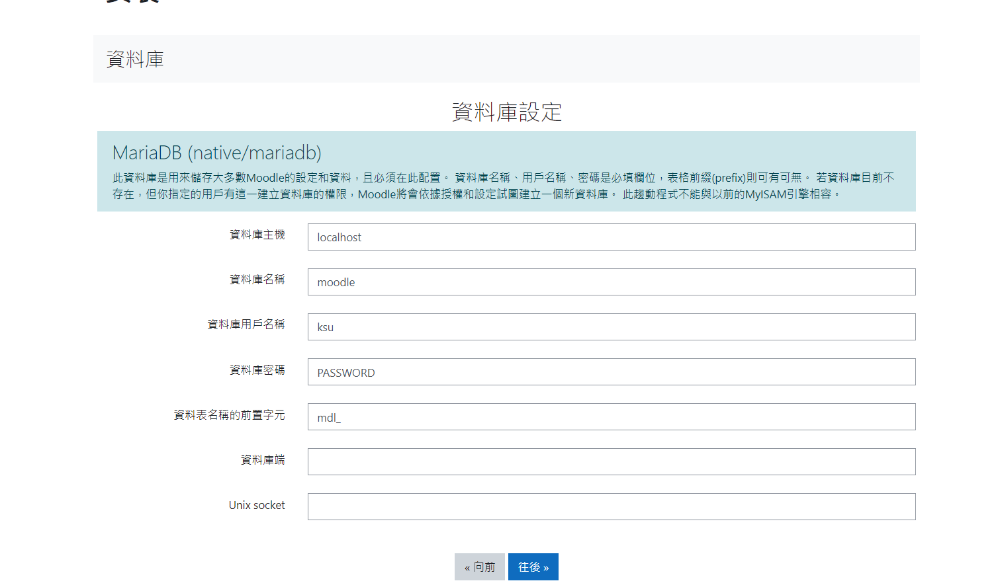 資料庫
資料庫設定
MariaDB (native/mariadb)
此資料庫是用來儲存大多數Moodle的設定和資料，且必須在此配置。 資料庫名稱、用戶名稱、密碼是必填欄位，表格前綴(prefix)則可有可無。 若資料庫目前不
存在，但你指定的用戶有這一建立資料庫的權限，Moodle將會依據授權和設定試圖建立一個新資料庫。 此趨動程式不能與以前的MyISAM引擎相容。
資料庫主機 localhost
資料庫名稱 moodle
資料庫用戶名稱 ksu
資料庫密碼 PASSWORD
資料表名稱的前置字元 mdl_
資料庫端
Unix socket
« 向前 往後 »